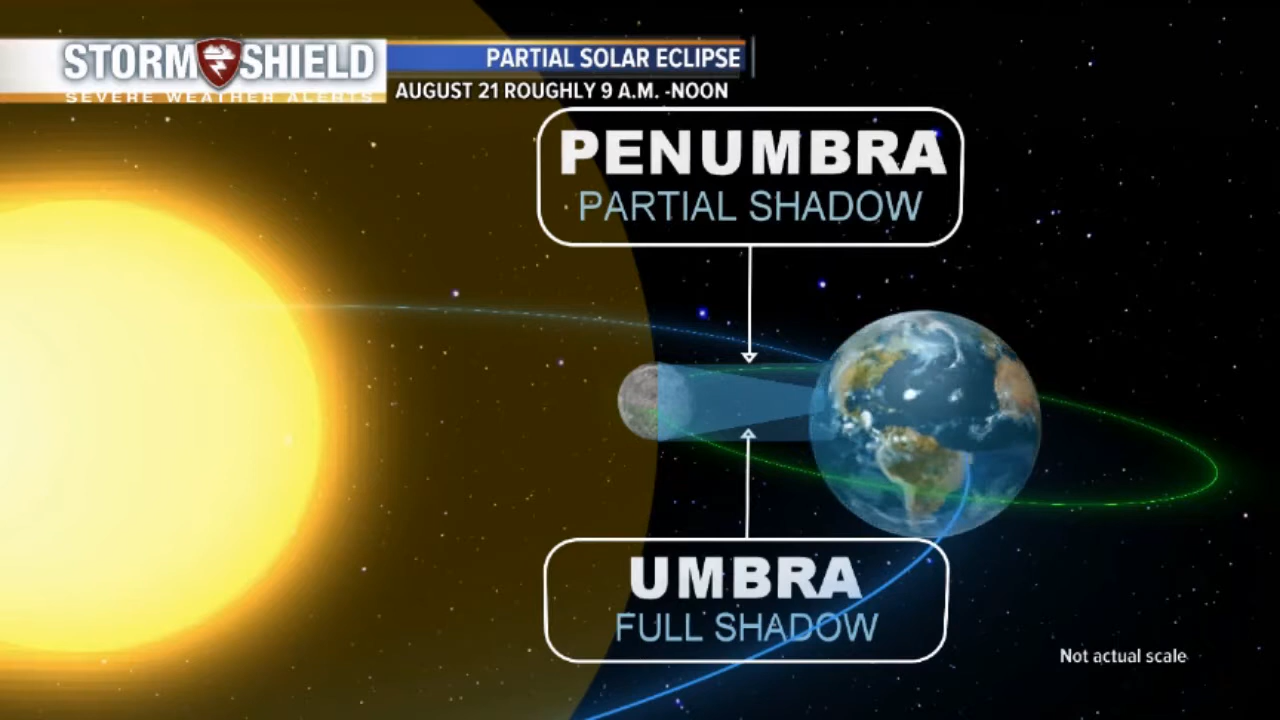 STORM SHIELD
SEVERE WEATHER ALERTS
PARTIAL SOLAR ECLIPSE
AUGUST 21 ROUGHLY 9 A.M. -NOON
PENUMBRA
PARTIAL SHADOW
UMBRA
FULL SHADOW
Not actual scale